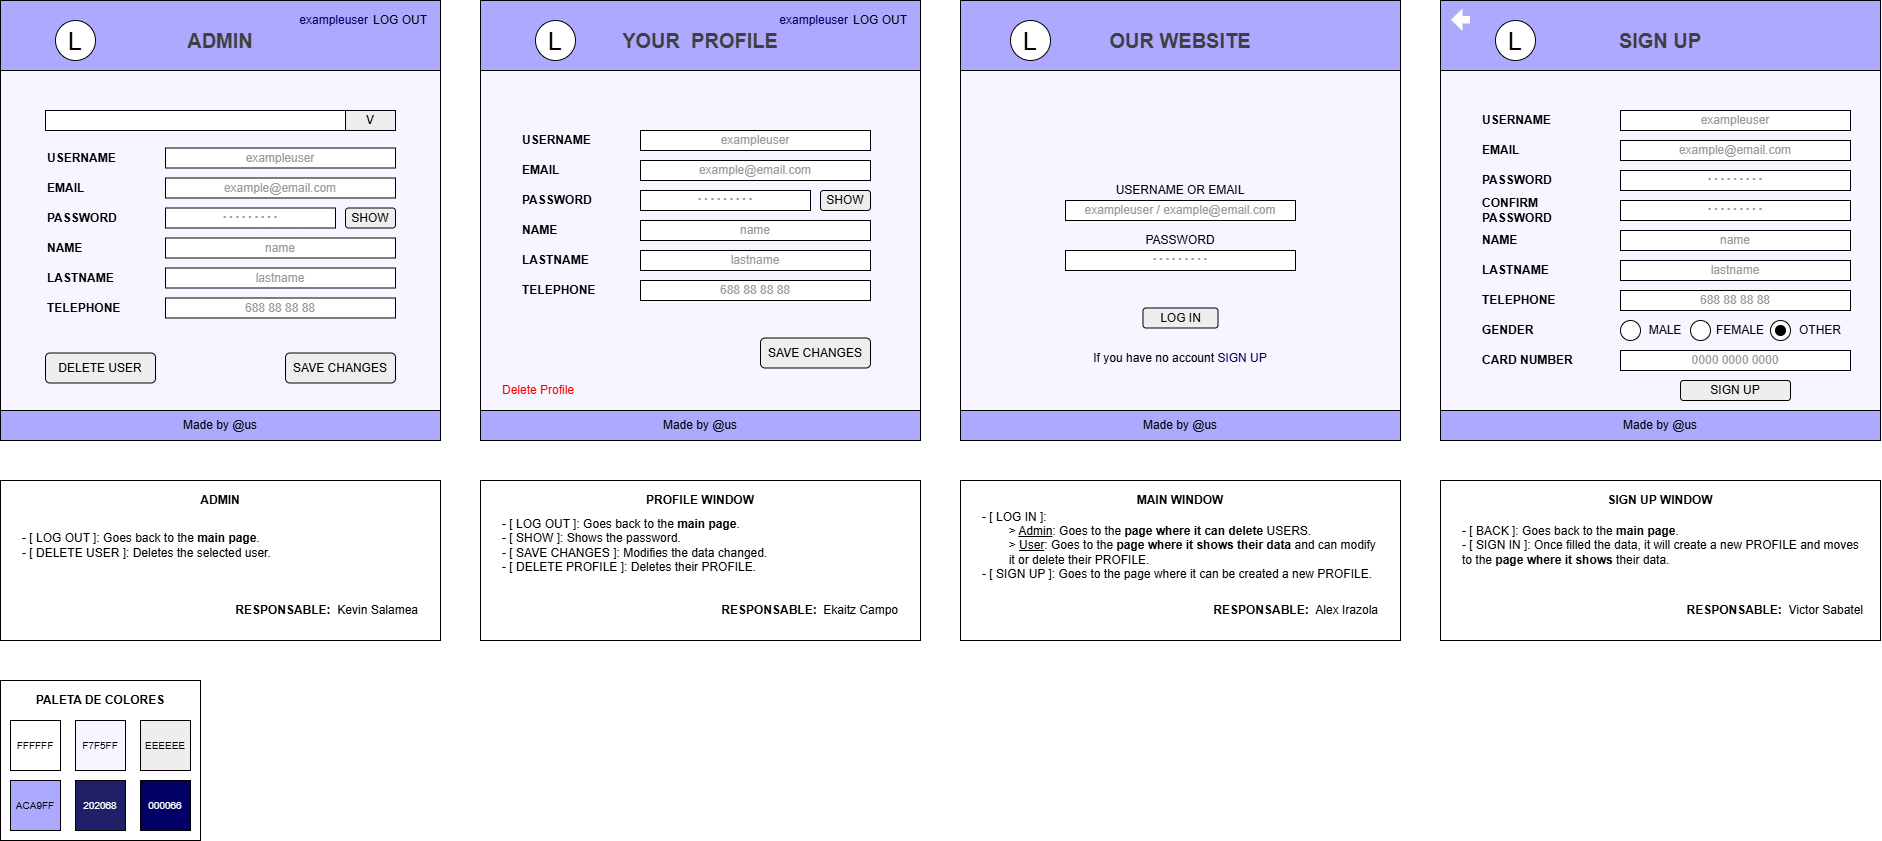 exampleuser LOG OUT
L
ADMIN
V
USERNAME
exampleuser
EMAIL
example@email.com
PASSWORD
- - - - - - - - -
SHOW
NAME
name
LASTNAME
lastname
TELEPHONE
688 88 88 88
DELETE USER
SAVE CHANGES
Made by @us
exampleuser LOG OUT
L
YOUR PROFILE
USERNAME
exampleuser
EMAIL
example@email.com
PASSWORD
- - - - - - - - -
SHOW
NAME
name
LASTNAME
lastname
TELEPHONE
688 88 88 88
SAVE CHANGES
Delete Profile
Made by @us
L
OUR WEBSITE
USERNAME OR EMAIL
exampleuser / example@email.com
PASSWORD
- - - - - - - - -
LOG IN
If you have no account SIGN UP
Made by @us
L
SIGN UP
USERNAME
exampleuser
EMAIL
example@email.com
PASSWORD
- - - - - - - - -
CONFIRM
PASSWORD
- - - - - - - - -
NAME
name
LASTNAME
lastname
TELEPHONE
688 88 88 88
GENDER
MALE
FEMALE
OTHER
CARD NUMBER
0000 0000 0000
SIGN UP
Made by @us
ADMIN
- [ LOG OUT ]: Goes back to the main page.
- [ DELETE USER ]: Deletes the selected user.
RESPONSABLE: Kevin Salamea
PROFILE WINDOW
- [ LOG OUT ]: Goes back to the main page.
- [ SHOW ]: Shows the password.
- [ SAVE CHANGES ]: Modifies the data changed.
- [ DELETE PROFILE ]: Deletes their PROFILE.
RESPONSABLE: Ekaitz Campo
MAIN WINDOW
- [ LOG IN ]:
> Admin: Goes to the page where it can delete USERS.
> User: Goes to the page where it shows their data and can modify
it or delete their PROFILE.
- [ SIGN UP ]: Goes to the page where it can be created a new PROFILE.
RESPONSABLE: Alex Irazola
SIGN UP WINDOW
- [ BACK ]: Goes back to the main page.
- [ SIGN IN ]: Once filled the data, it will create a new PROFILE and moves
to the page where it shows their data.
RESPONSABLE: Victor Sabatel
PALETA DE COLORES
FFFFFF
F7F5FF
EEEEEE
ACA9FF
202068
000066